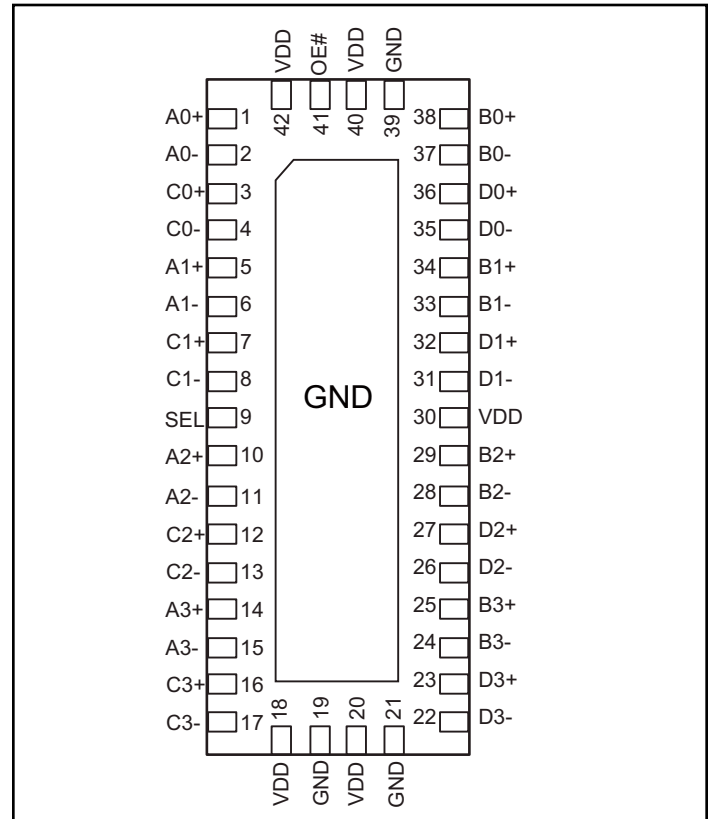 VDD OE# VDD GND
42 41 40 39
A0+ 1 38 B0+
A0- 2 37 B0-
C0+ 3 36 D0+
C0- 4 35 D0-
A1+ 5 34 B1+
A1- 6 33 B1-
C1+ 7 32 D1+
C1- 8 31 D1-
GND
SEL 9 30 VDD
A2+ 10 29 B2+
A2- 11 28 B2-
C2+ 12 27 D2+
C2- 13 26 D2-
A3+ 14 25 B3+
A3- 15 24 B3-
C3+ 16 23 D3+
C3- 17 22 D3-
18 19 20 21
VDD GND VDD GND